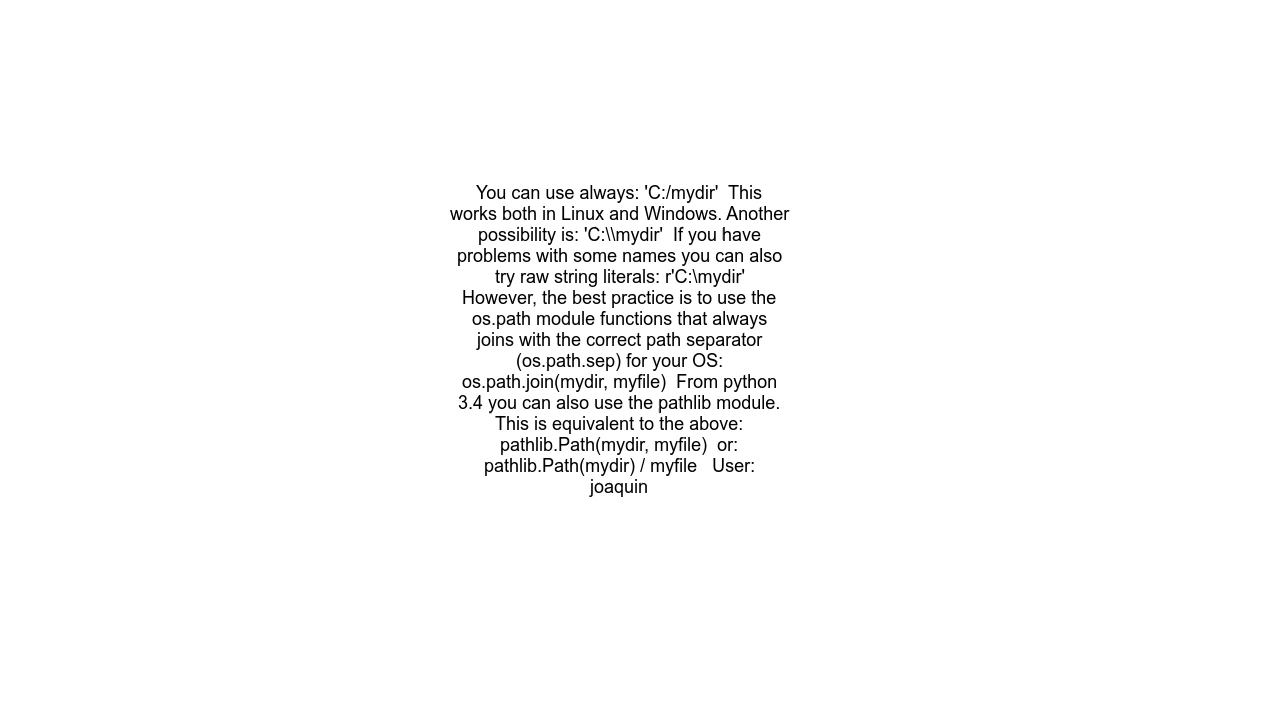 You can use always: 'C:/mydir'  This
works both in Linux and Windows. Another
possibility is: 'C:\\mydir'  If you have
problems with some names you can also
try raw string literals: r'C:\mydir'
However, the best practice is to use the
os.path module functions that always
joins with the correct path separator
(os.path.sep) for your OS:
os.path.join(mydir, myfile)  From python
3.4 you can also use the pathlib module.
This is equivalent to the above:
pathlib.Path(mydir, myfile)  or:
pathlib.Path(mydir) / myfile   User:
joaquin